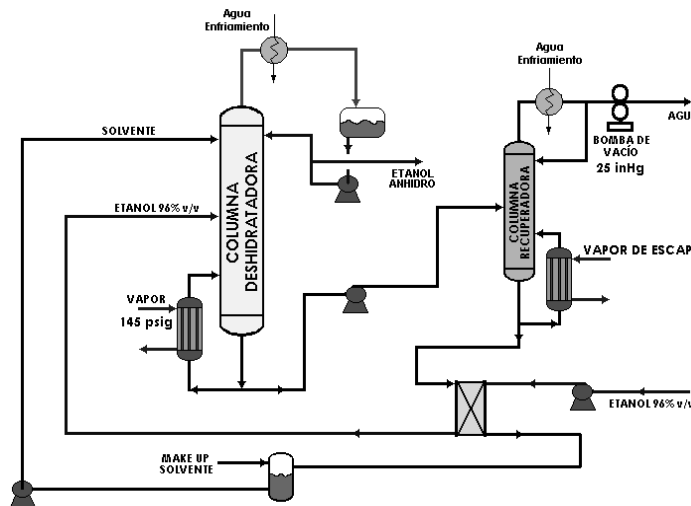 Agua
Enfriamiento
Agua
Enfriamiento
SOLVENTE
ETANOL
ANHIDRO
AGU
BOMBA DE
VACÍO
25 inHg
ETANOL 96% v/v
COLUMNA
DESHIDRATADORA
COLUMNA
RECUPERADORA
VAPOR DE ESCAP
VAPOR
145 psig
ETANOL 96% v/v
MAKE UP
SOLVENTE